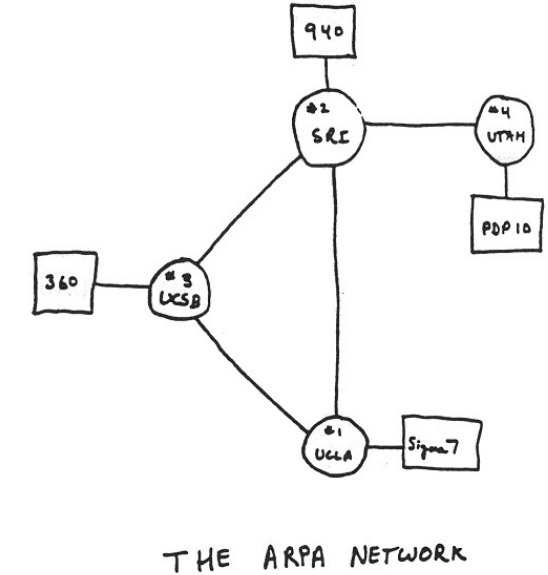 940
#2
SRI
#4
UTAH
PDP 10
360
#3
UCSB
#1
UCLA
Sigma 7
THE ARPA NETWORK